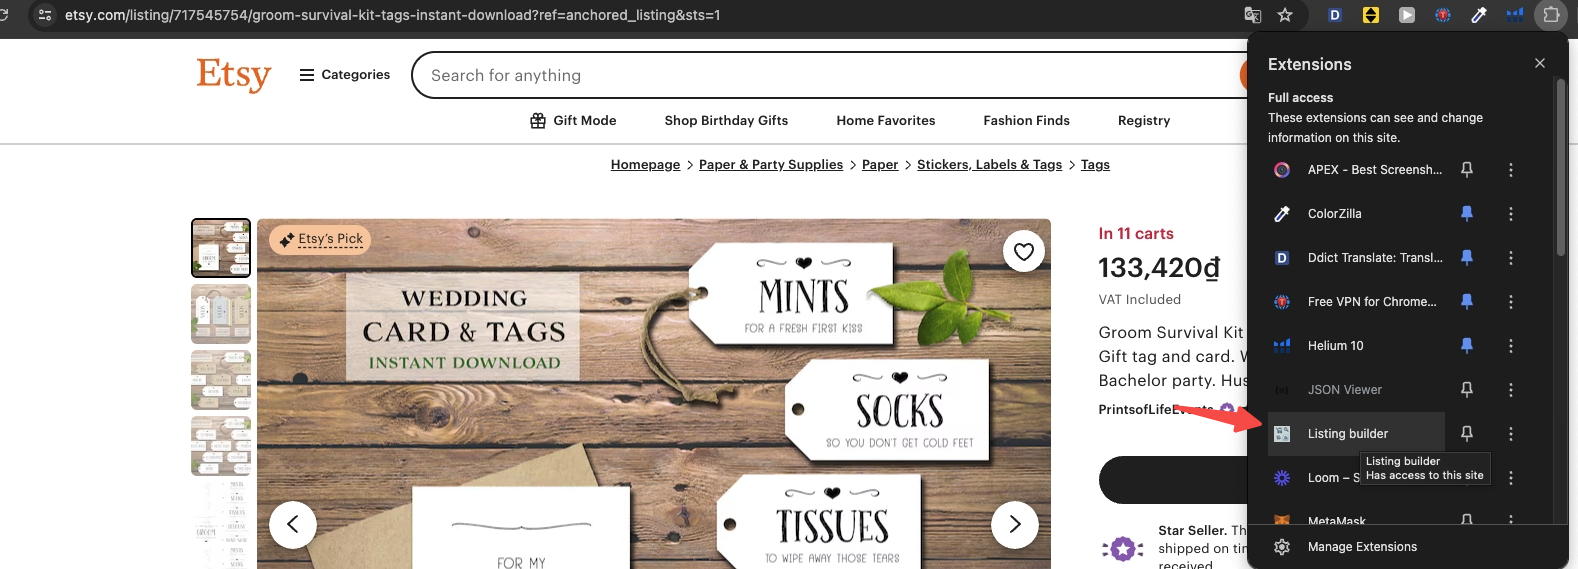 etsy.com/listing/717545754/groom-survival-kit-tags-instant-download?ref=anchored_listing&sts=1
Etsy
Categories
Search for anything
Gift Mode
Shop Birthday Gifts
Home Favorites
Fashion Finds
Registry
Homepage > Paper & Party Supplies > Paper > Stickers, Labels & Tags > Tags
Etsy's Pick
WEDDING
CARD & TAGS
INSTANT DOWNLOAD
MINTS
FOR A FRESH FIRST KISS
SOCKS
SO YOU DON'T GET COLD FEET
TISSUES
TO WIPE AWAY THOSE TEARS
FOR MY
In 11 carts
133,420₫
VAT Included
Groom Survival Kit
Gift tag and card.
Bachelor party. Hus
PrintsofLifeEvents
Star Seller. Th
shipped on tim
received.
Extensions
Full access
These extensions can see and change
information on this site.
APEX - Best Screensh...
ColorZilla
D Ddict Translate: Transl...
Free VPN for Chrome...
Helium 10
JSON Viewer
Listing builder
Listing builder
Has access to this site
Loom – S
MetaMask
Manage Extensions